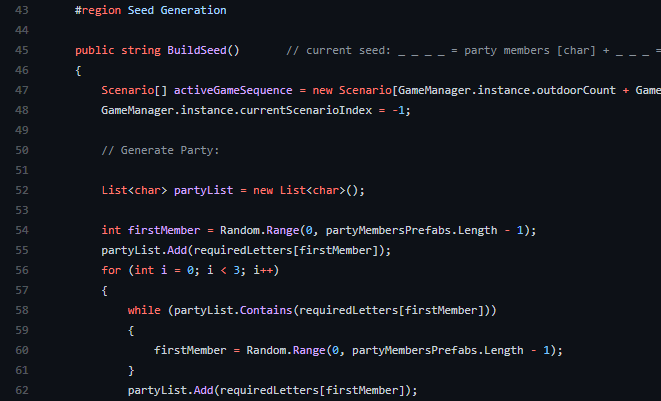 43 #region Seed Generation
44
45 public string BuildSeed() // current seed: _ _ _ _ = party members [char] + _ _ _ =
46 {
47 Scenario[] activeGameSequence = new Scenario[GameManager.instance.outdoorCount + Game
48 GameManager.instance.currentScenarioIndex = -1;
49
50 // Generate Party:
51
52 List<char> partyList = new List<char>();
53
54 int firstMember = Random.Range(0, partyMembersPrefabs.Length - 1);
55 partyList.Add(requiredLetters[firstMember]);
56 for (int i = 0; i < 3; i++)
57 {
58 while (partyList.Contains(requiredLetters[firstMember]))
59 {
60 firstMember = Random.Range(0, partyMembersPrefabs.Length - 1);
61 }
62 partyList.Add(requiredLetters[firstMember]);